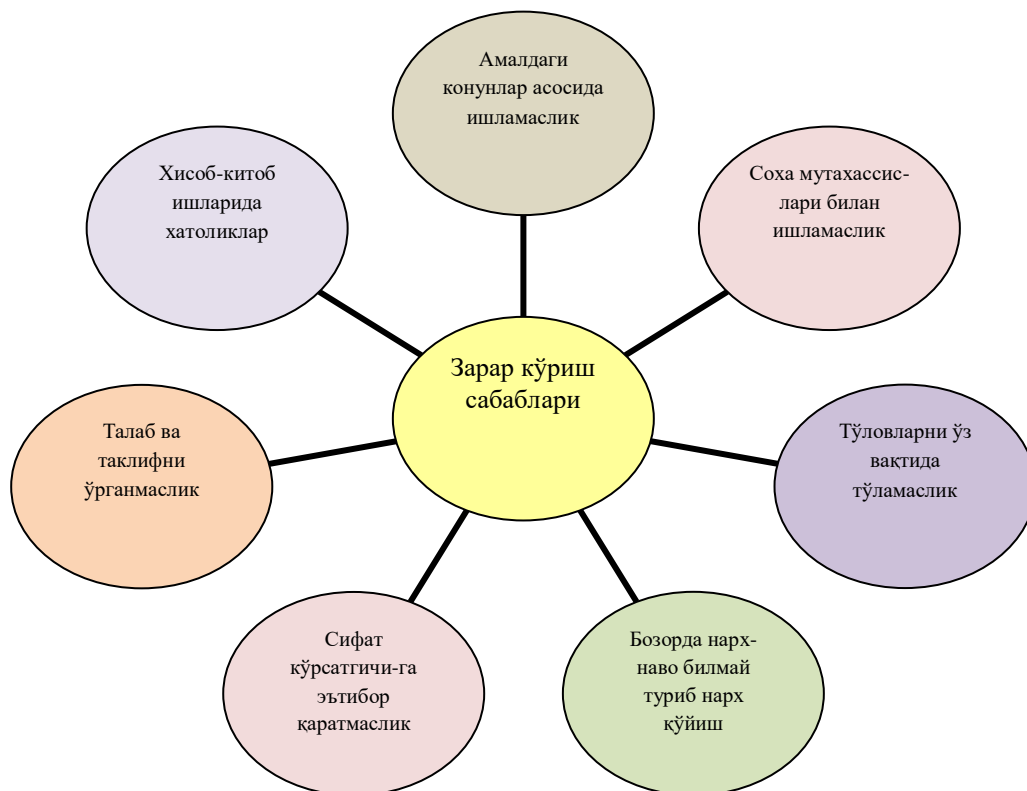 Амалдаги
конунлар асосида
ишламаслик
Хисоб-китоб
ишларида
хатоликлар
Соха мутахассис-
лари билан
ишламаслик
Зарар кўриш
сабаблари
Талаб ва
таклифни
ўрганмаслик
Тўловларни ўз
вақтида
тўламаслик
Сифат
кўрсатгичи-га
эътибор
қаратмаслик
Бозорда нарх-
наво билмай
туриб нарх
қўйиш